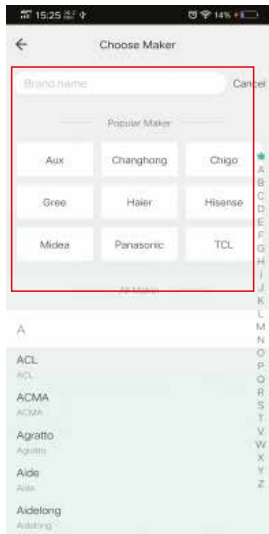 15:25 14%
Choose Maker
Brand name Cancel
Popular Maker
Aux Changhong Chigo
Gree Haier Hisense
Midea Panasonic TCL
All Maker
A
ACL
ACL
ACMA
ACMA
Agratto
Agratto
Aide
Aide
Aidelong
Aidelong
A
B
C
D
E
F
G
H
I
J
K
L
M
N
O
P
Q
R
S
T
V
W
X
Y
Z